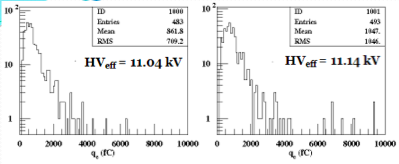 10²
ID 1000
Entries 483
Mean 861.8
RMS 769.2
HVeff = 11.04 kV
10
1
0 2000 4000 6000 8000 10000
qe (fC)
10²
ID 1001
Entries 493
Mean 1047.
RMS 1046.
HVeff = 11.14 kV
10
1
0 2000 4000 6000 8000 10000
qe (fC)